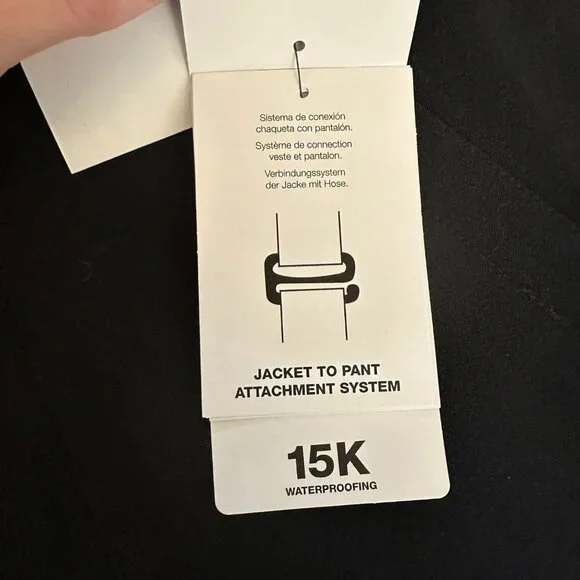 Sistema de conexión
chaqueta con pantalón.
Système de connection
veste et pantalon.
Verbindungssystem
der Jacke mit Hose.
JACKET TO PANT
ATTACHMENT SYSTEM
15K
WATERPROOFING